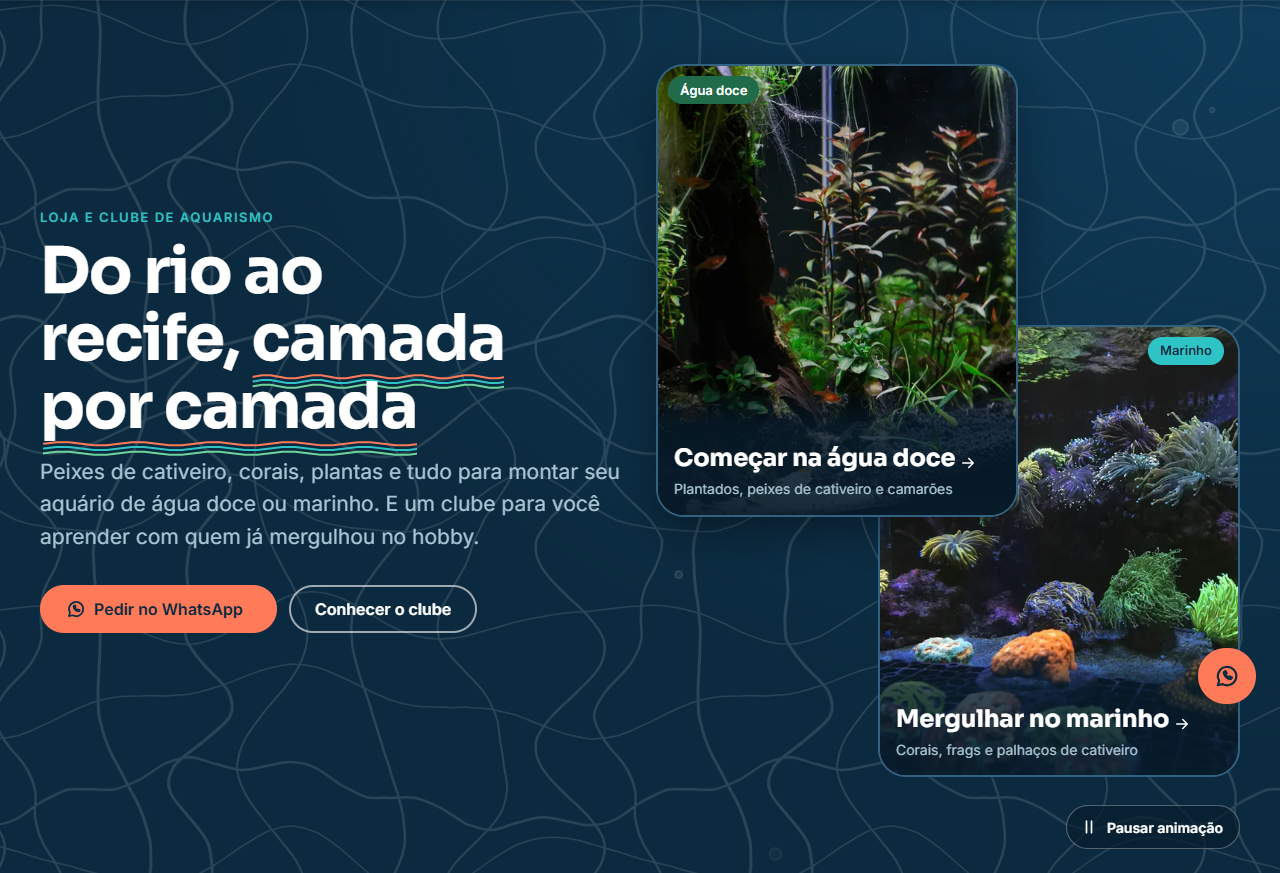 LOJA E CLUBE DE AQUARISMO
Do rio ao
recife, camada
por camada
Peixes de cativeiro, corais, plantas e tudo para montar seu
aquário de água doce ou marinho. E um clube para você
aprender com quem já mergulhou no hobby.
Pedir no WhatsApp
Conhecer o clube
Água doce
Começar na água doce →
Plantados, peixes de cativeiro e camarões
Marinho
Mergulhar no marinho →
Corais, frags e palhaços de cativeiro
Pausar animação